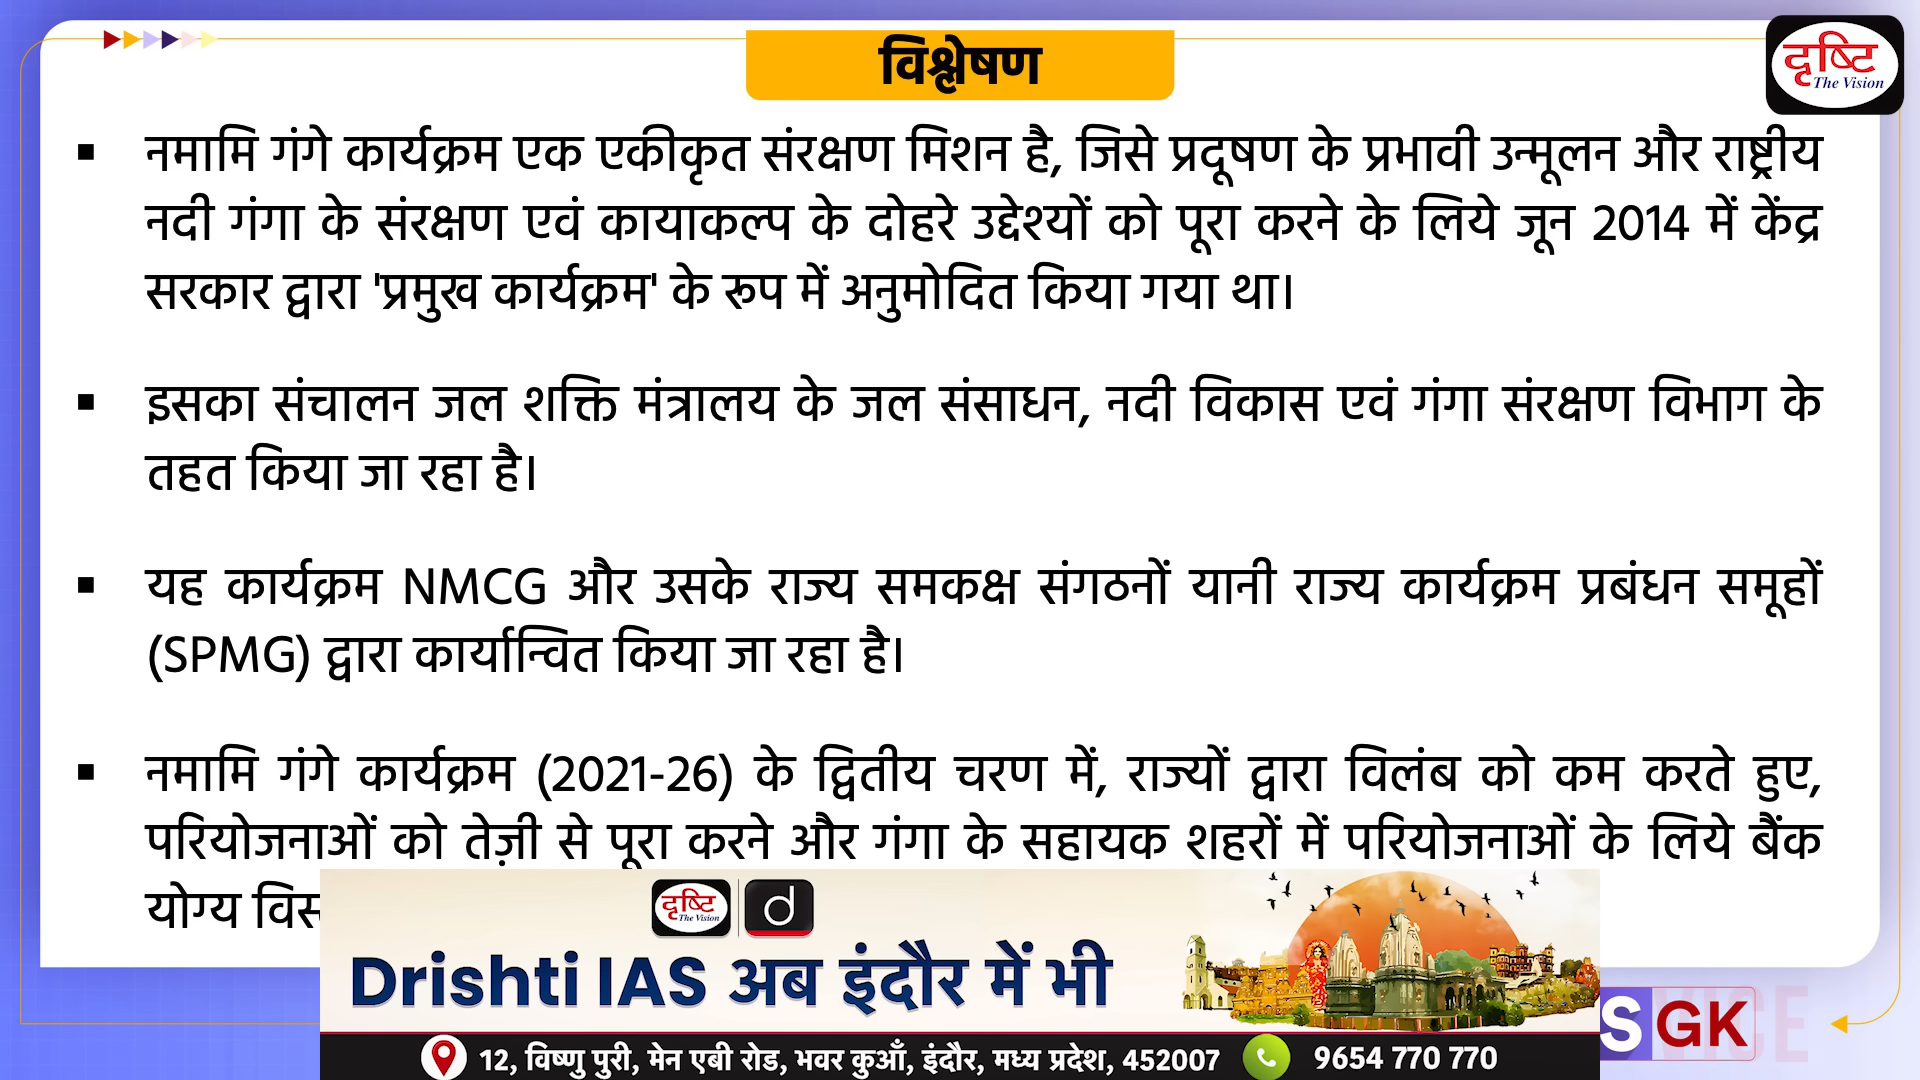 विश्लेषण
दृष्टि
The Vision
नमामि गंगे कार्यक्रम एक एकीकृत संरक्षण मिशन है, जिसे प्रदूषण के प्रभावी उन्मूलन और राष्ट्रीय
नदी गंगा के संरक्षण एवं कायाकल्प के दोहरे उद्देश्यों को पूरा करने के लिये जून 2014 में केंद्र
सरकार द्वारा 'प्रमुख कार्यक्रम' के रूप में अनुमोदित किया गया था।
इसका संचालन जल शक्ति मंत्रालय के जल संसाधन, नदी विकास एवं गंगा संरक्षण विभाग के
तहत किया जा रहा है।
यह कार्यक्रम NMCG और उसके राज्य समकक्ष संगठनों यानी राज्य कार्यक्रम प्रबंधन समूहों
(SPMG) द्वारा कार्यान्वित किया जा रहा है।
नमामि गंगे कार्यक्रम (2021-26) के द्वितीय चरण में, राज्यों द्वारा विलंब को कम करते हुए,
परियोजनाओं को तेज़ी से पूरा करने और गंगा के सहायक शहरों में परियोजनाओं के लिये बैंक
योग्य
दृष्टि
The Vision
d
Drishti IAS अब इंदौर में भी
12, विष्णु पुरी, मेन एबी रोड, भवर कुआँ, इंदौर, मध्य प्रदेश, 452007
9654 770 770
S GK